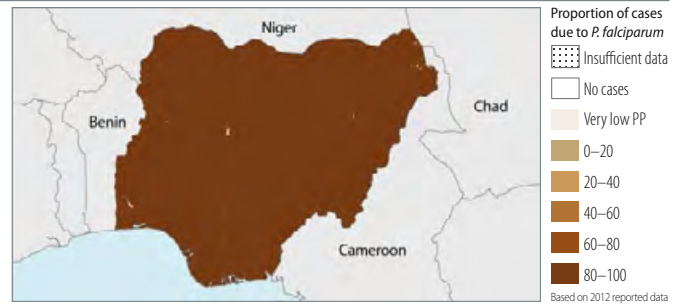 Niger
Benin
Chad
Cameroon
Proportion of cases
due to P. falciparum
Insufficient data
No cases
Very low PP
0–20
20–40
40–60
60–80
80–100
Based on 2012 reported data